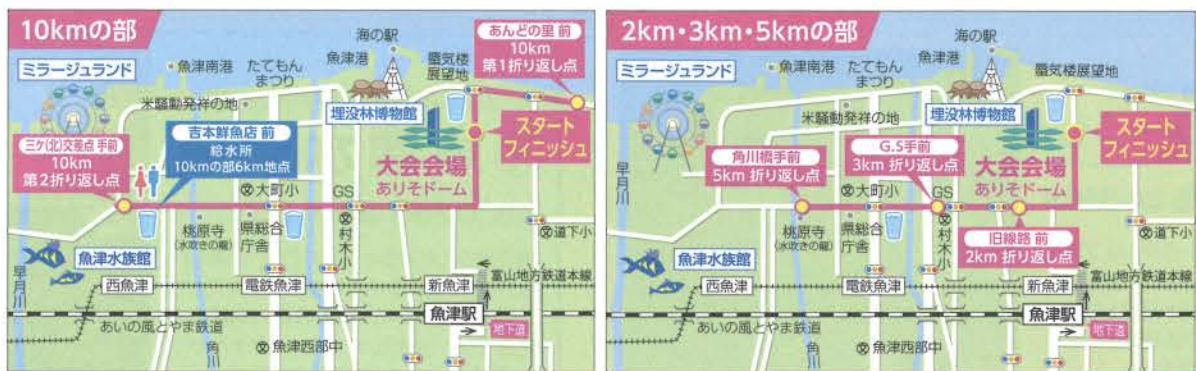 10kmの部
ミラージュランド
魚津南港
たてもん
まつり
海の駅
魚津港
蜃気楼
展望地
あんどの里 前
10km
第1折り返し点
米騒動発祥の地
埋没林博物館
吉本鮮魚店 前
給水所
10kmの部6km地点
三ケ(北)交差点 手前
10km
第2折り返し点
スタート
フィニッシュ
大会会場
ありそドーム
大町小
GS
桃原寺
(水吹きの龍)
県総合
庁舎
村木小
道下小
魚津水族館
早月川
西魚津
電鉄魚津
新魚津
富山地方鉄道本線
魚津駅
あいの風とやま鉄道
地下道
角川
魚津西部中
2km・3km・5kmの部
ミラージュランド
魚津南港
たてもん
まつり
海の駅
魚津港
蜃気楼
展望地
米騒動発祥の地
埋没林博物館
スタート
フィニッシュ
早月川
角川橋手前
5km 折り返し点
G.S手前
3km 折り返し点
大会会場
ありそドーム
大町小
GS
桃原寺
(水吹きの龍)
県総合
庁舎
村木小
旧線路 前
2km 折り返し点
道下小
魚津水族館
早月川
西魚津
電鉄魚津
新魚津
富山地方鉄道本線
魚津駅
あいの風とやま鉄道
地下道
角川
魚津西部中